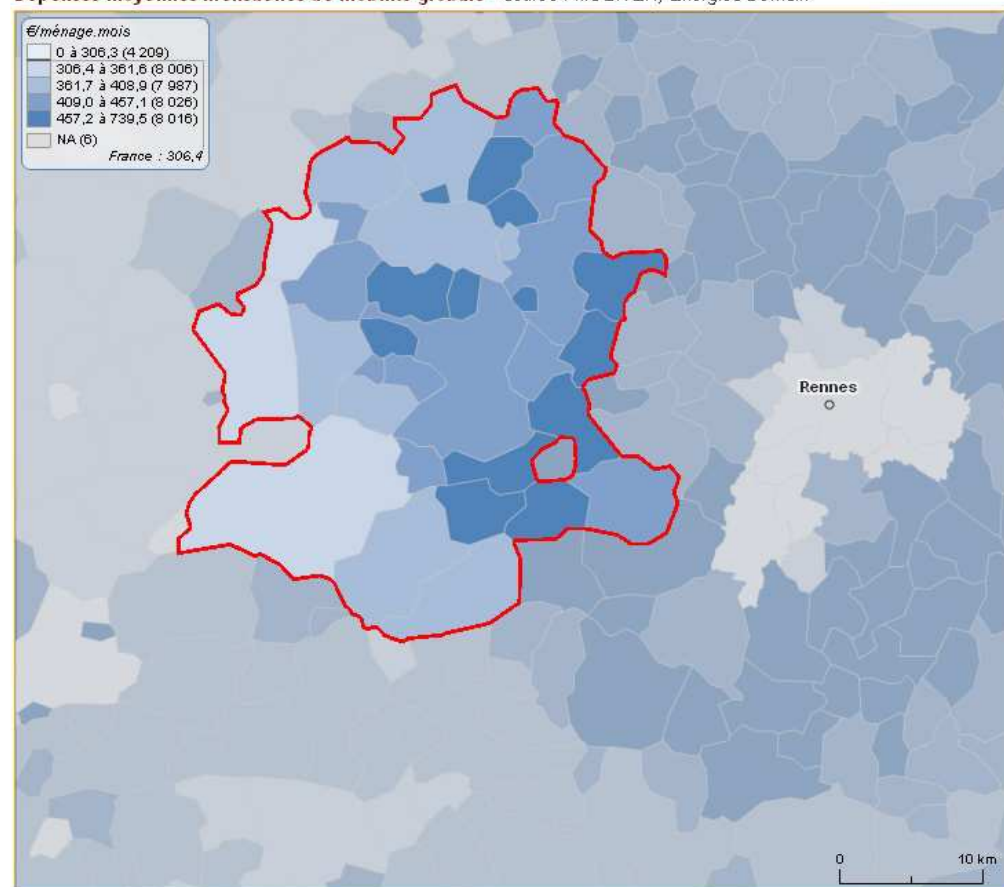 €/ménage.mois
0 à 306,3 (4 209)
306,4 à 361,6 (8 006)
361,7 à 408,9 (7 987)
409,0 à 457,1 (8 026)
457,2 à 739,5 (8 016)
NA (6)
France : 306,4
Rennes
0 10 km